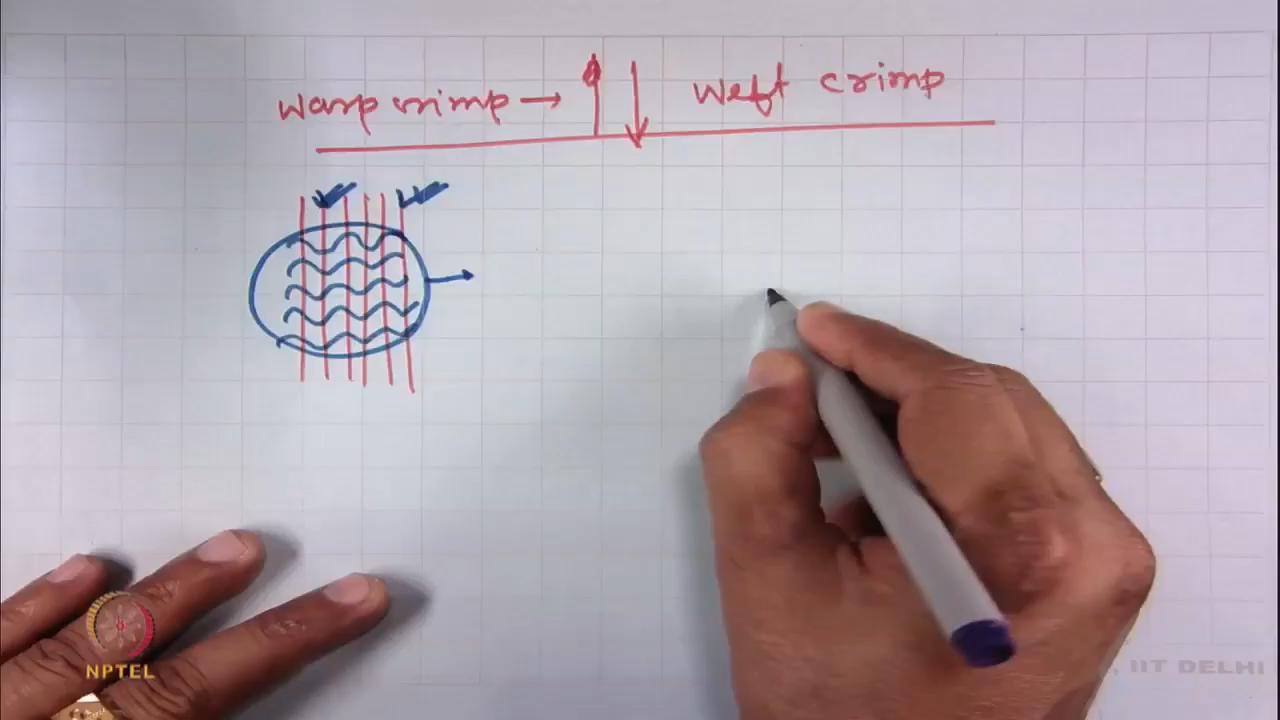 Warp crimp → ↑ ↓ Weft crimp
NPTEL
, IIT DELHI